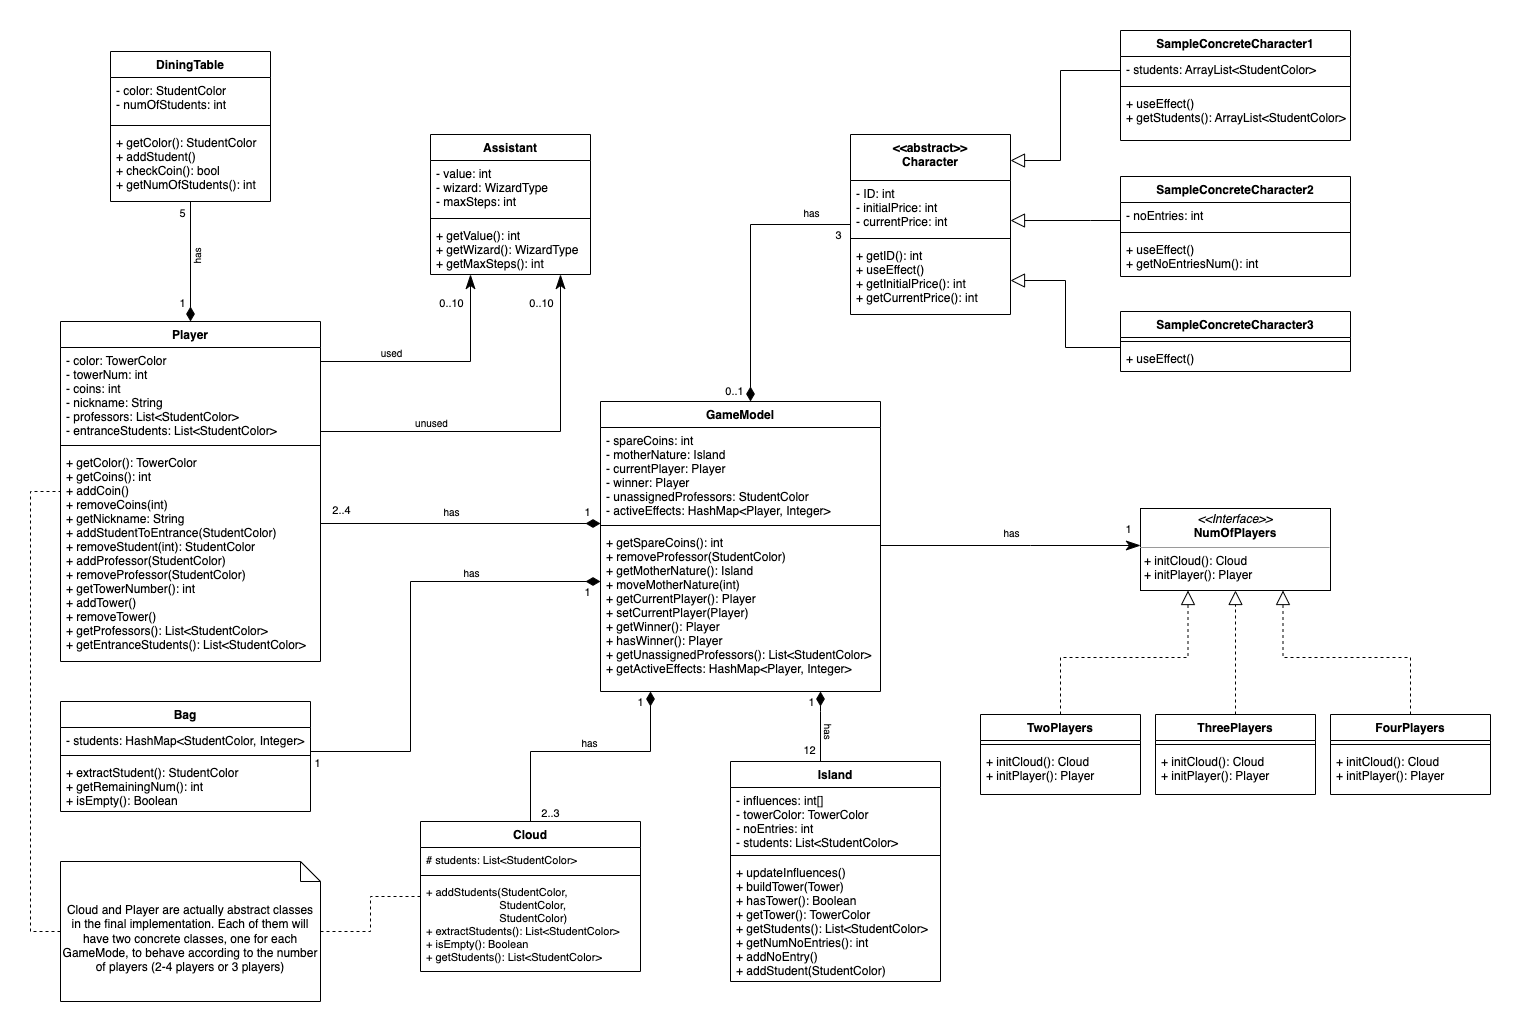 DiningTable
- color: StudentColor
- numOfStudents: int
+ getColor(): StudentColor
+ addStudent()
+ checkCoin(): bool
+ getNumOfStudents(): int
5
has
1
Assistant
- value: int
- wizard: WizardType
- maxSteps: int
+ getValue(): int
+ getWizard(): WizardType
+ getMaxSteps(): int
0..10
0..10
used
unused
<<abstract>>
Character
- ID: int
- initialPrice: int
- currentPrice: int
+ getID(): int
+ useEffect()
+ getInitialPrice(): int
+ getCurrentPrice(): int
has
3
0..1
SampleConcreteCharacter1
- students: ArrayList<StudentColor>
+ useEffect()
+ getStudents(): ArrayList<StudentColor>
SampleConcreteCharacter2
- noEntries: int
+ useEffect()
+ getNoEntriesNum(): int
SampleConcreteCharacter3
+ useEffect()
Player
- color: TowerColor
- towerNum: int
- coins: int
- nickname: String
- professors: List<StudentColor>
- entranceStudents: List<StudentColor>
+ getColor(): TowerColor
+ getCoins(): int
+ addCoin()
+ removeCoins(int)
+ getNickname: String
+ addStudentToEntrance(StudentColor)
+ removeStudent(int): StudentColor
+ addProfessor(StudentColor)
+ removeProfessor(StudentColor)
+ getTowerNumber(): int
+ addTower()
+ removeTower()
+ getProfessors(): List<StudentColor>
+ getEntranceStudents(): List<StudentColor>
2..4
has
1
has
1
GameModel
- spareCoins: int
- motherNature: Island
- currentPlayer: Player
- winner: Player
- unassignedProfessors: StudentColor
- activeEffects: HashMap<Player, Integer>
+ getSpareCoins(): int
+ removeProfessor(StudentColor)
+ getMotherNature(): Island
+ moveMotherNature(int)
+ getCurrentPlayer(): Player
+ setCurrentPlayer(Player)
+ getWinner(): Player
+ hasWinner(): Player
+ getUnassignedProfessors(): List<StudentColor>
+ getActiveEffects: HashMap<Player, Integer>
has
1
<<Interface>>
NumOfPlayers
+ initCloud(): Cloud
+ initPlayer(): Player
TwoPlayers
+ initCloud(): Cloud
+ initPlayer(): Player
ThreePlayers
+ initCloud(): Cloud
+ initPlayer(): Player
FourPlayers
+ initCloud(): Cloud
+ initPlayer(): Player
Bag
- students: HashMap<StudentColor, Integer>
+ extractStudent(): StudentColor
+ getRemainingNum(): int
+ isEmpty(): Boolean
1
1
has
2..3
1
has
12
Cloud
# students: List<StudentColor>
+ addStudents(StudentColor,
StudentColor,
StudentColor)
+ extractStudents(): List<StudentColor>
+ isEmpty(): Boolean
+ getStudents(): List<StudentColor>
Island
- influences: int[]
- towerColor: TowerColor
- noEntries: int
- students: List<StudentColor>
+ updateInfluences()
+ buildTower(Tower)
+ hasTower(): Boolean
+ getTower(): TowerColor
+ getStudents(): List<StudentColor>
+ getNumNoEntries(): int
+ addNoEntry()
+ addStudent(StudentColor)
Cloud and Player are actually abstract classes
in the final implementation. Each of them will
have two concrete classes, one for each
GameMode, to behave according to the number
of players (2-4 players or 3 players)